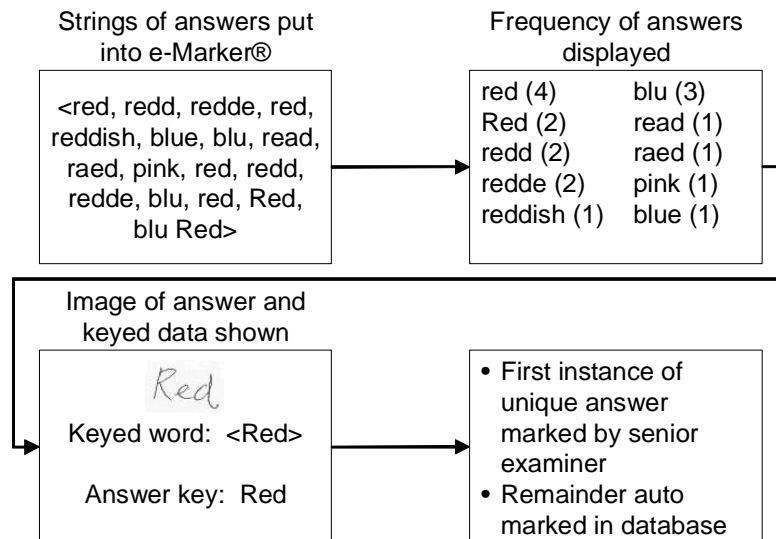 Strings of answers put
into e-Marker®
<red, redd, redde, red,
reddish, blue, blu, read,
raed, pink, red, redd,
redde, blu, red, Red,
blu Red>
Frequency of answers
displayed
red (4) blu (3)
Red (2) read (1)
redd (2) raed (1)
redde (2) pink (1)
reddish (1) blue (1)
Image of answer and
keyed data shown
Red
Keyed word: <Red>
Answer key: Red
• First instance of
unique answer
marked by senior
examiner
• Remainder auto
marked in database